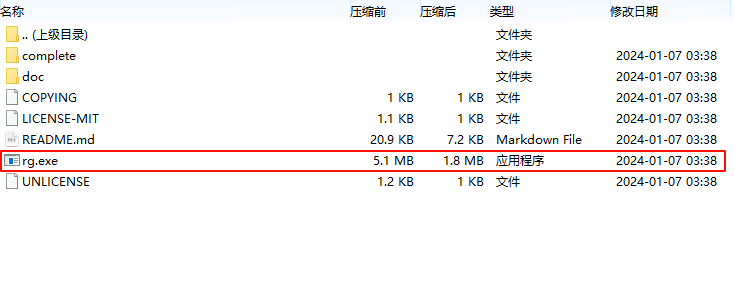 名称 压缩前 压缩后 类型 修改日期
.. (上级目录) 文件夹
complete 文件夹 2024-01-07 03:38
doc 文件夹 2024-01-07 03:38
COPYING 1 KB 1 KB 文件 2024-01-07 03:38
LICENSE-MIT 1.1 KB 1 KB 文件 2024-01-07 03:38
README.md 20.9 KB 7.2 KB Markdown File 2024-01-07 03:38
rg.exe 5.1 MB 1.8 MB 应用程序 2024-01-07 03:38
UNLICENSE 1.2 KB 1 KB 文件 2024-01-07 03:38